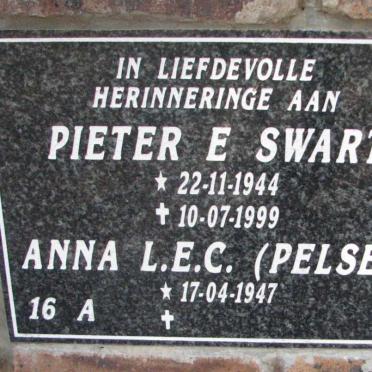 IN LIEFDEVOLLE
HERINNERINGE AAN
PIETER E SWART
★ 22-11-1944
✝ 10-07-1999
ANNA L.E.C. (PELSE
★ 17-04-1947
16 A ✝